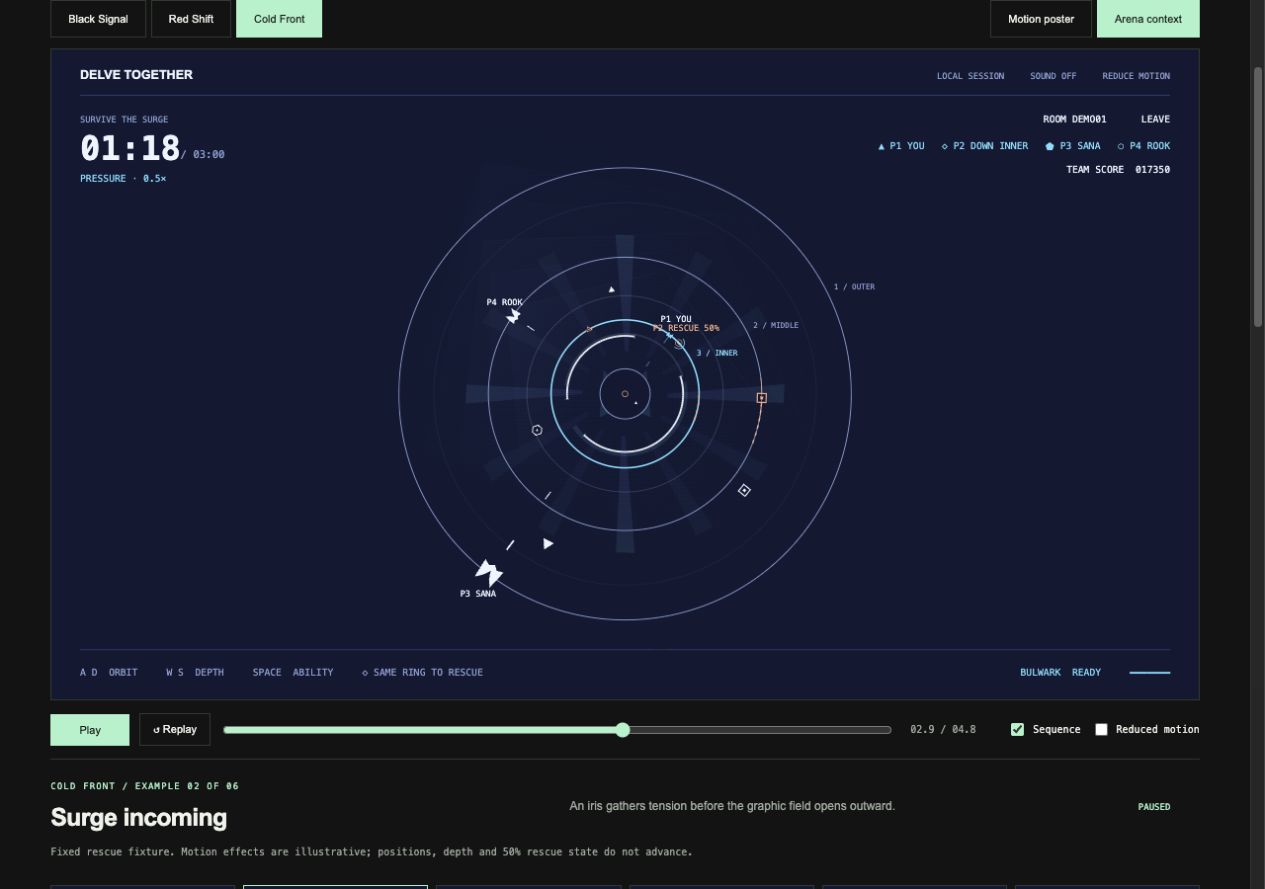 Black Signal Red Shift Cold Front Motion poster Arena context
DELVE TOGETHER LOCAL SESSION SOUND OFF REDUCE MOTION
SURVIVE THE SURGE ROOM DEMO01 LEAVE
01:18 / 03:00 ▲ P1 YOU ◇ P2 DOWN INNER ⬟ P3 SANA ○ P4 ROOK
PRESSURE · 0.5× TEAM SCORE 017350
1 / OUTER
P4 ROOK
P1 YOU
P2 RESCUE 50% 2 / MIDDLE
3 / INNER
P3 SANA
A D ORBIT W S DEPTH SPACE ABILITY ◇ SAME RING TO RESCUE BULWARK READY
Play ↺ Replay 02.9 / 04.8 Sequence Reduced motion
COLD FRONT / EXAMPLE 02 OF 06
Surge incoming An iris gathers tension before the graphic field opens outward. PAUSED
Fixed rescue fixture. Motion effects are illustrative; positions, depth and 50% rescue state do not advance.